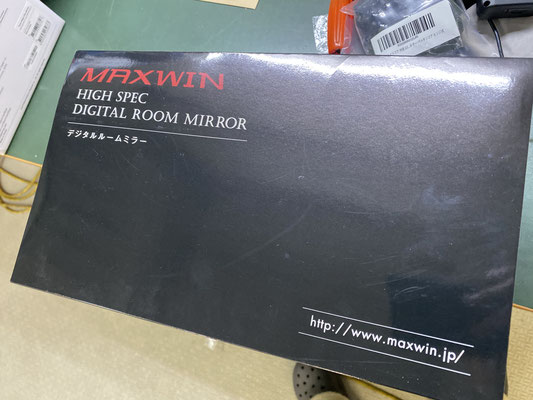 MAXWIN
HIGH SPEC
DIGITAL ROOM MIRROR
デジタルルームミラー
http://www.maxwin.jp/